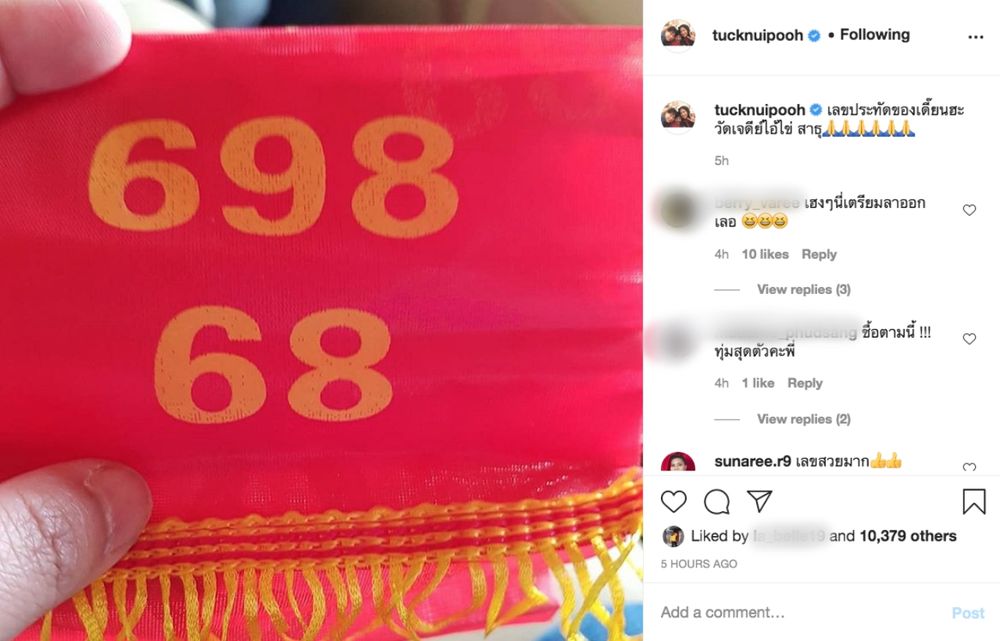 698
68
tucknuipooh • Following
tucknuipooh เลขประทัดของเดี๊ยนฮะ
วัดเจดีย์ไอ้ไข่ สาธุ🙏🙏🙏🙏🙏🙏🙏
5h
berry_varee เฮงๆนี่เตรียมลาออก
เลอ 😆😆😆
4h 10 likes Reply
View replies (3)
_phudsang ซื้อตามนี้ !!!
ทุ่มสุดตัวคะพี่
4h 1 like Reply
View replies (2)
sunaree.r9 เลขสวยมาก👍👍
Liked by and 10,379 others
5 HOURS AGO
Add a comment...
Post